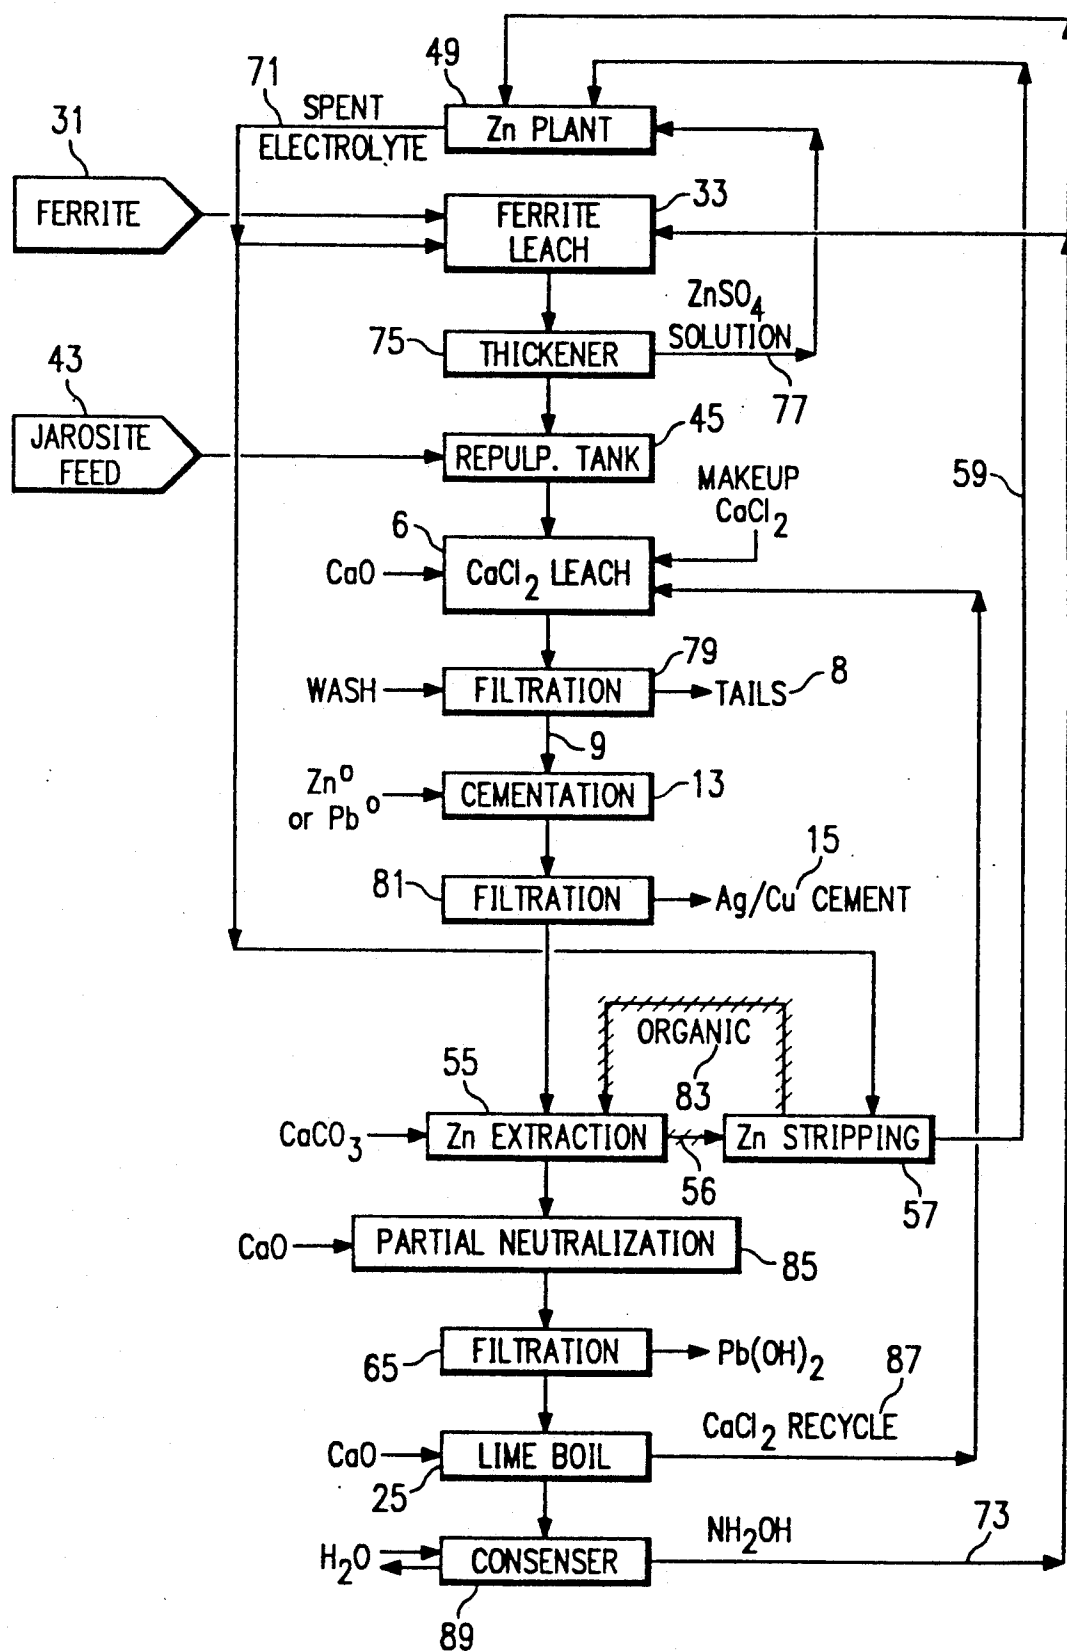 49
71
SPENT
ELECTROLYTE
Zn PLANT
31
FERRITE
33
FERRITE
LEACH
ZnSO₄
SOLUTION
75
THICKENER
77
43
JAROSITE
FEED
45
REPULP. TANK
59
MAKEUP
CaCl₂
6
CaO
CaCl₂ LEACH
79
WASH
FILTRATION
TAILS
8
9
Zn⁰
or Pb⁰
CEMENTATION
13
15
81
FILTRATION
Ag/Cu CEMENT
ORGANIC
83
55
CaCO₃
Zn EXTRACTION
56
Zn STRIPPING
57
CaO
PARTIAL NEUTRALIZATION
85
65
FILTRATION
Pb(OH)₂
87
CaCl₂ RECYCLE
CaO
LIME BOIL
25
NH₂OH
73
H₂O
CONSENSER
89